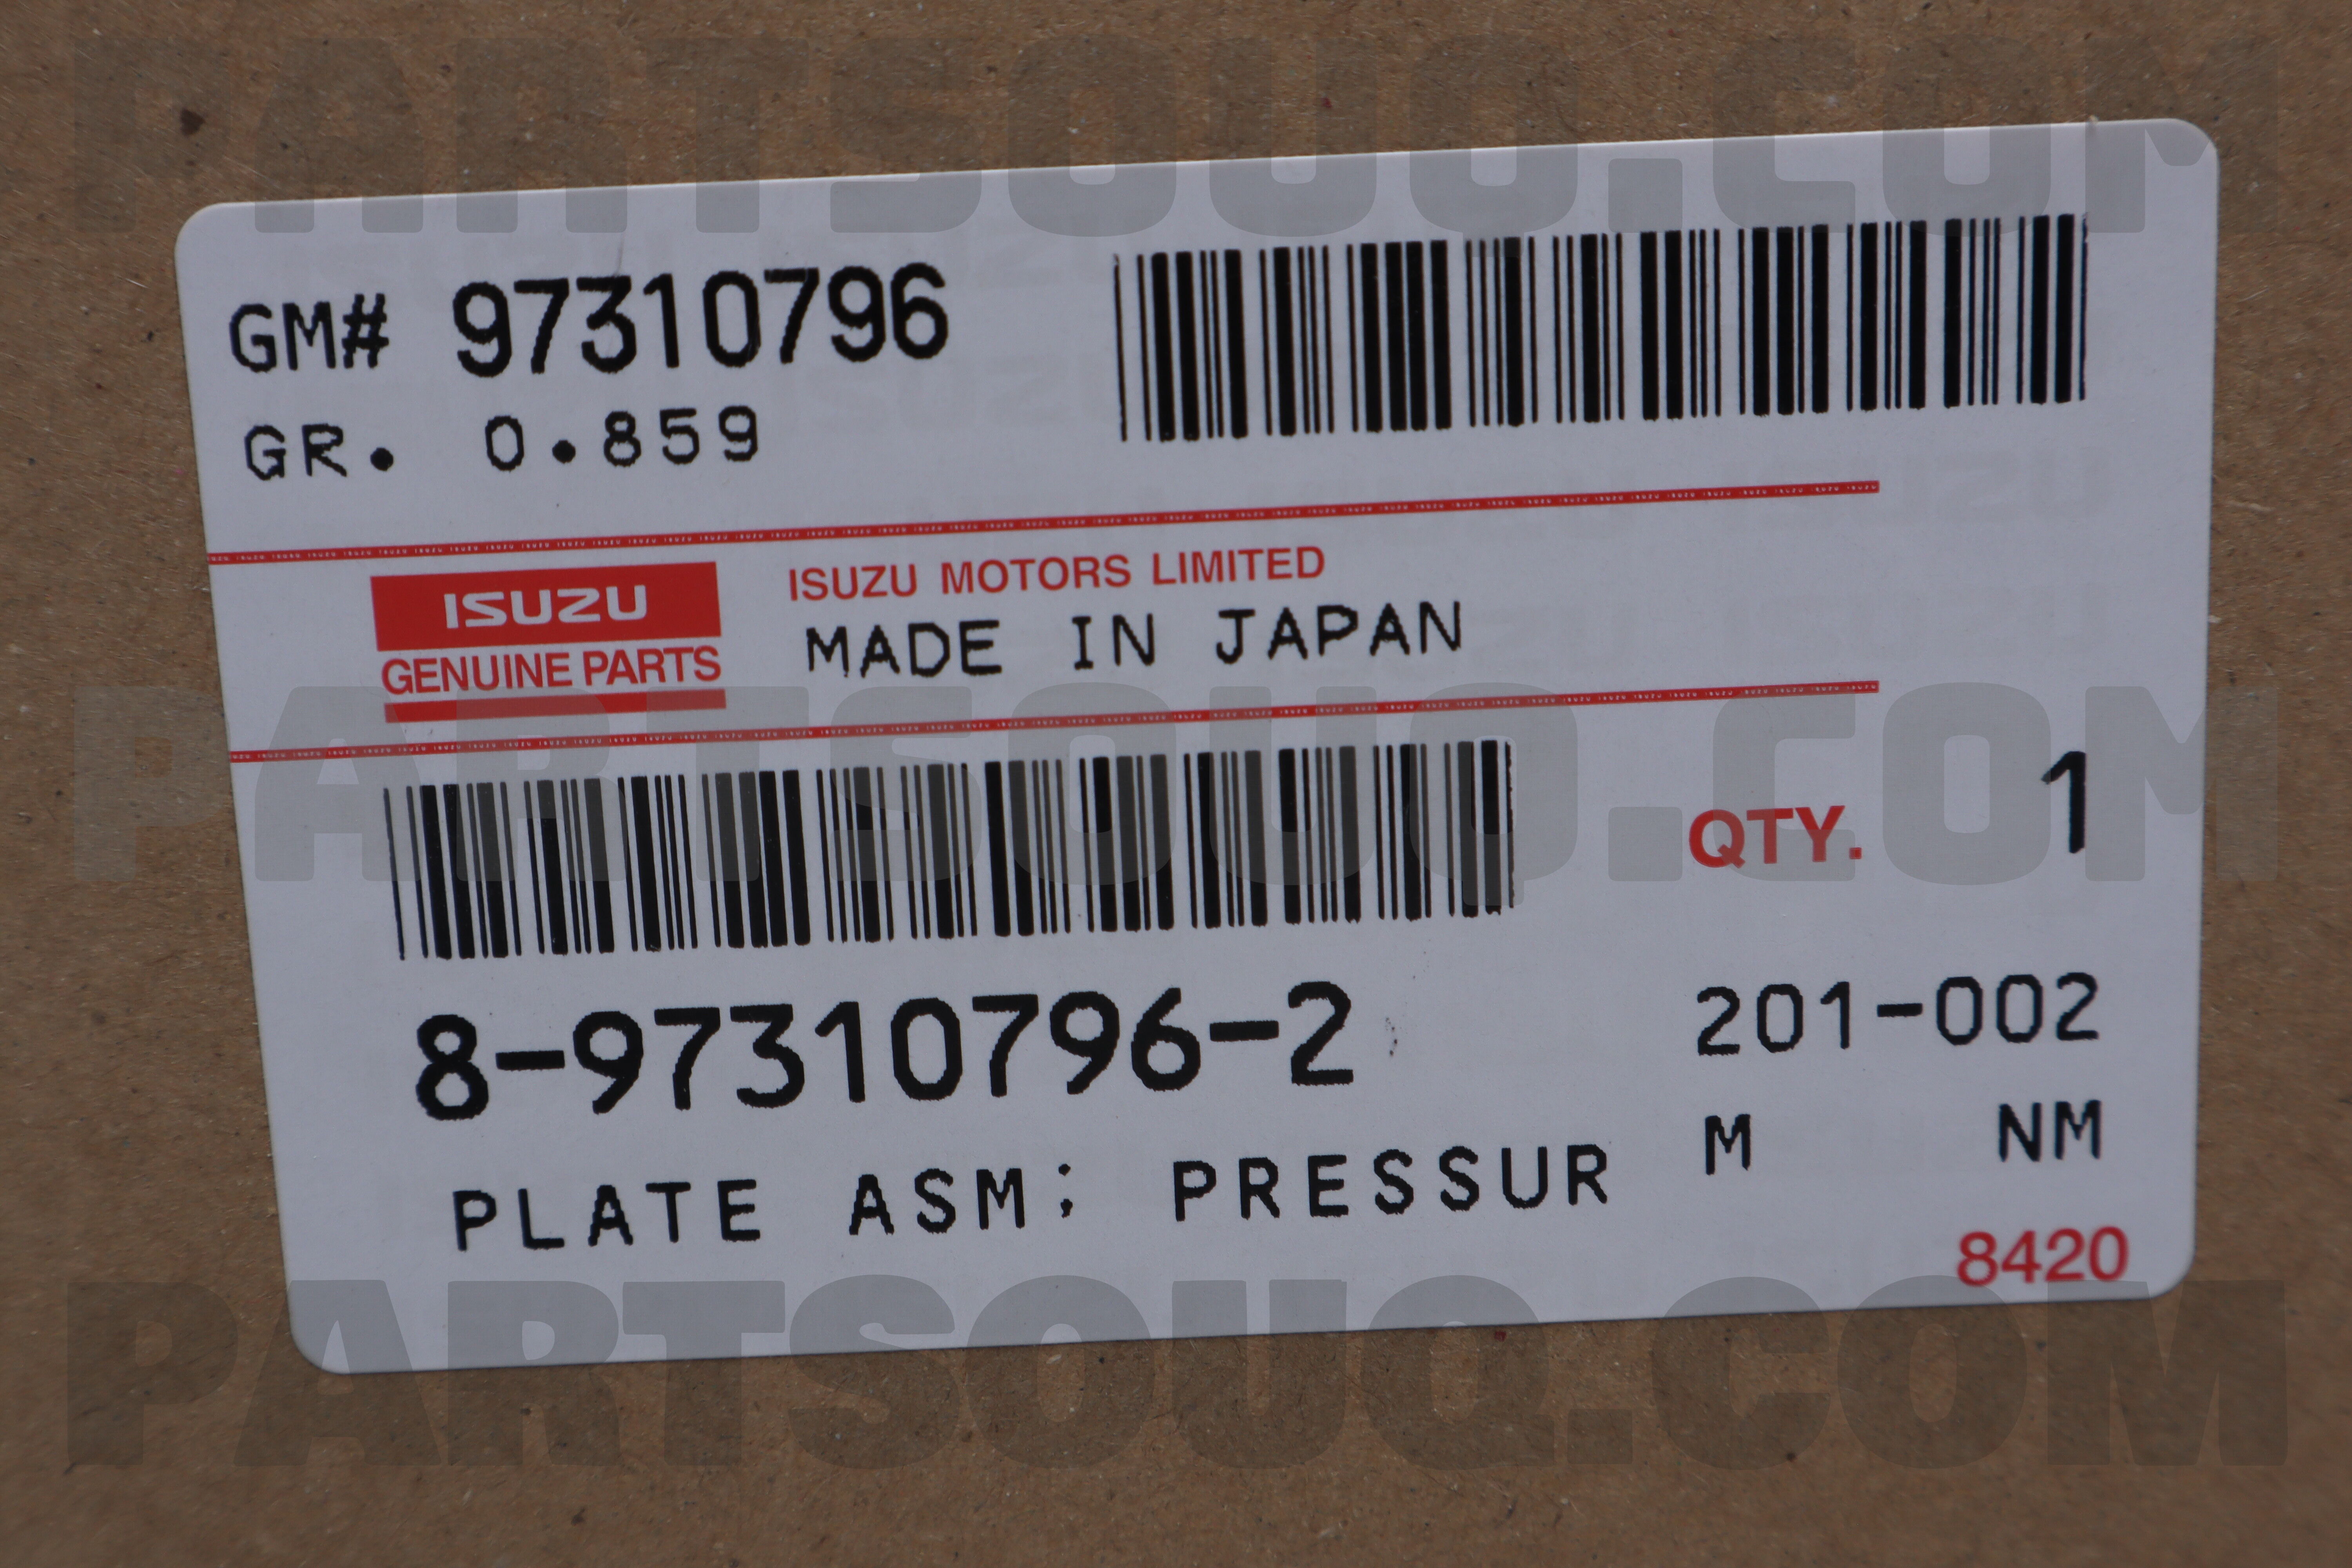 PARTSOUQ.COM
GM# 97310796
GR. 0.859
ISUZU
GENUINE PARTS
ISUZU MOTORS LIMITED
MADE IN JAPAN
PARTSOUQ.COM
QTY. 1
8-97310796-2
201-002
PLATE ASM; PRESSUR
M NM
8420
PARTSOUQ.COM